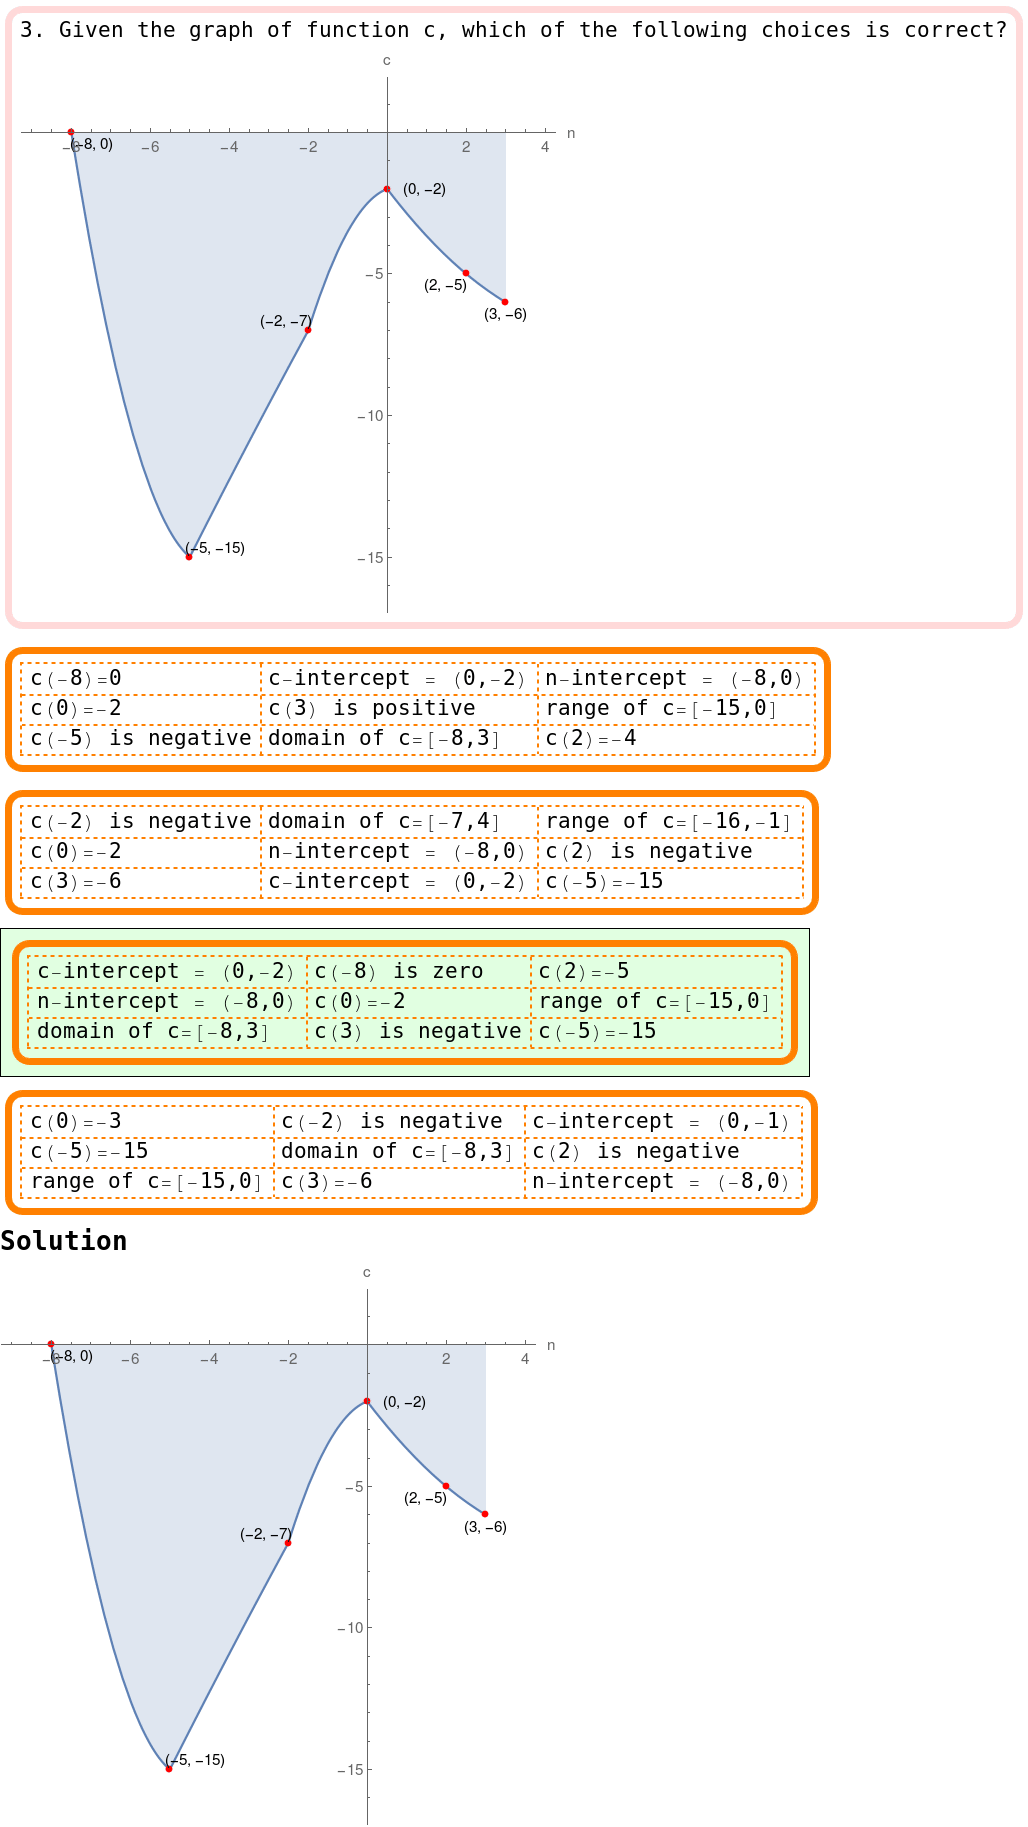 3. Given the graph of function c, which of the following choices is correct?
c
n
(−8, 0)
−8 −6 −4 −2 2 4
(0, −2)
−5
(2, −5)
(3, −6)
(−2, −7)
−10
(−5, −15)
−15
c(-8)=0 c-intercept = (0,-2) n-intercept = (-8,0)
c(0)=-2 c(3) is positive range of c=[-15,0]
c(-5) is negative domain of c=[-8,3] c(2)=-4
c(-2) is negative domain of c=[-7,4] range of c=[-16,-1]
c(0)=-2 n-intercept = (-8,0) c(2) is negative
c(3)=-6 c-intercept = (0,-2) c(-5)=-15
c-intercept = (0,-2) c(-8) is zero c(2)=-5
n-intercept = (-8,0) c(0)=-2 range of c=[-15,0]
domain of c=[-8,3] c(3) is negative c(-5)=-15
c(0)=-3 c(-2) is negative c-intercept = (0,-1)
c(-5)=-15 domain of c=[-8,3] c(2) is negative
range of c=[-15,0] c(3)=-6 n-intercept = (-8,0)
Solution
c
n
(−8, 0)
−8 −6 −4 −2 2 4
(0, −2)
−5
(2, −5)
(3, −6)
(−2, −7)
−10
(−5, −15)
−15